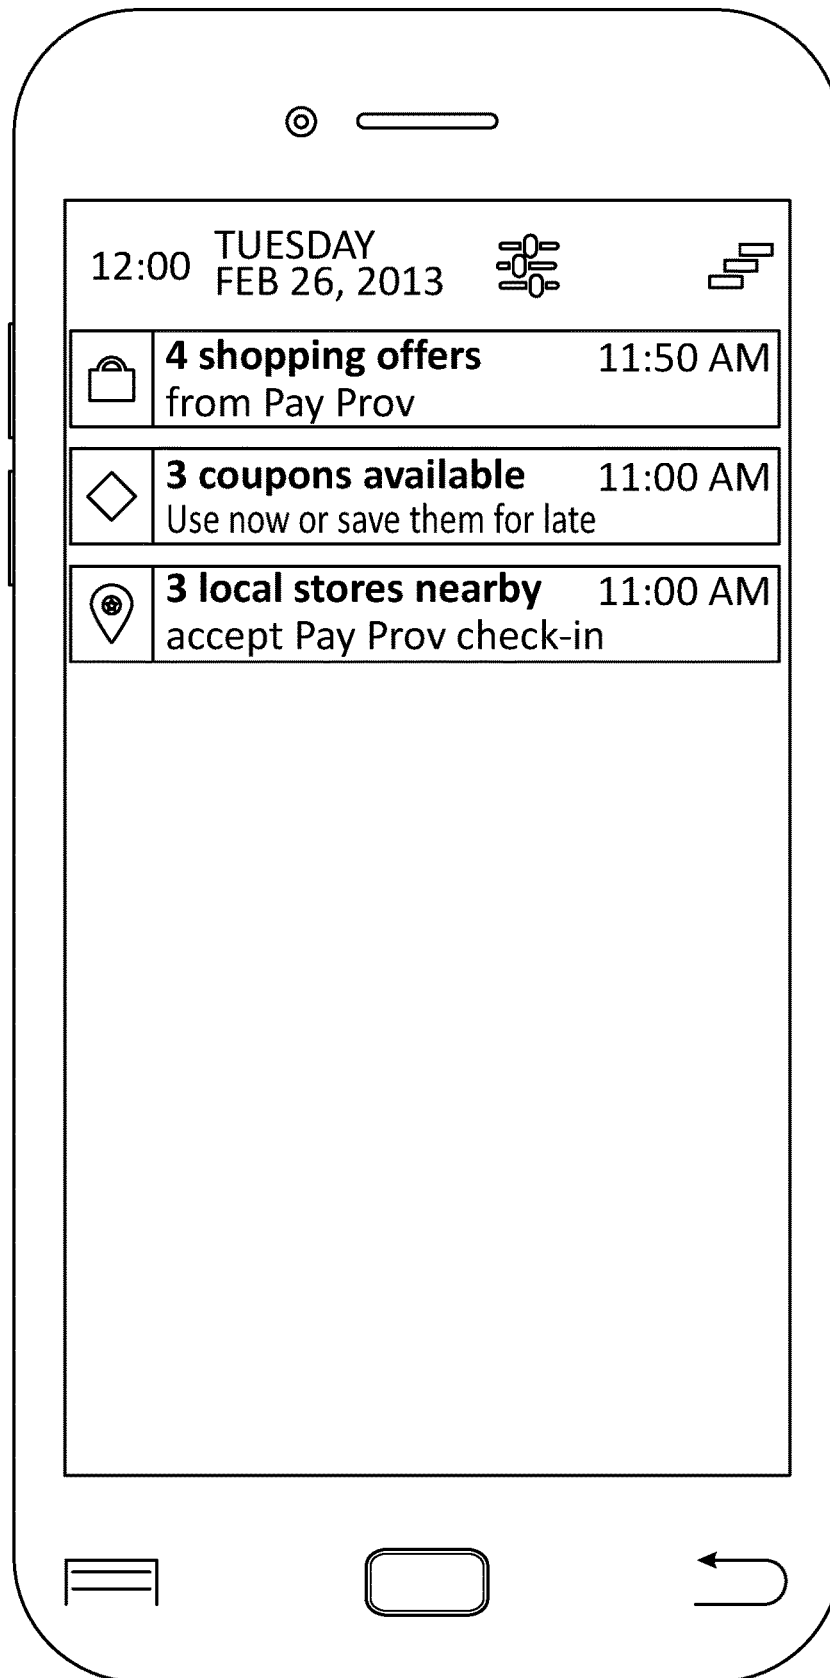 12:00 TUESDAY
FEB 26, 2013
4 shopping offers 11:50 AM
from Pay Prov
3 coupons available 11:00 AM
Use now or save them for late
3 local stores nearby 11:00 AM
accept Pay Prov check-in